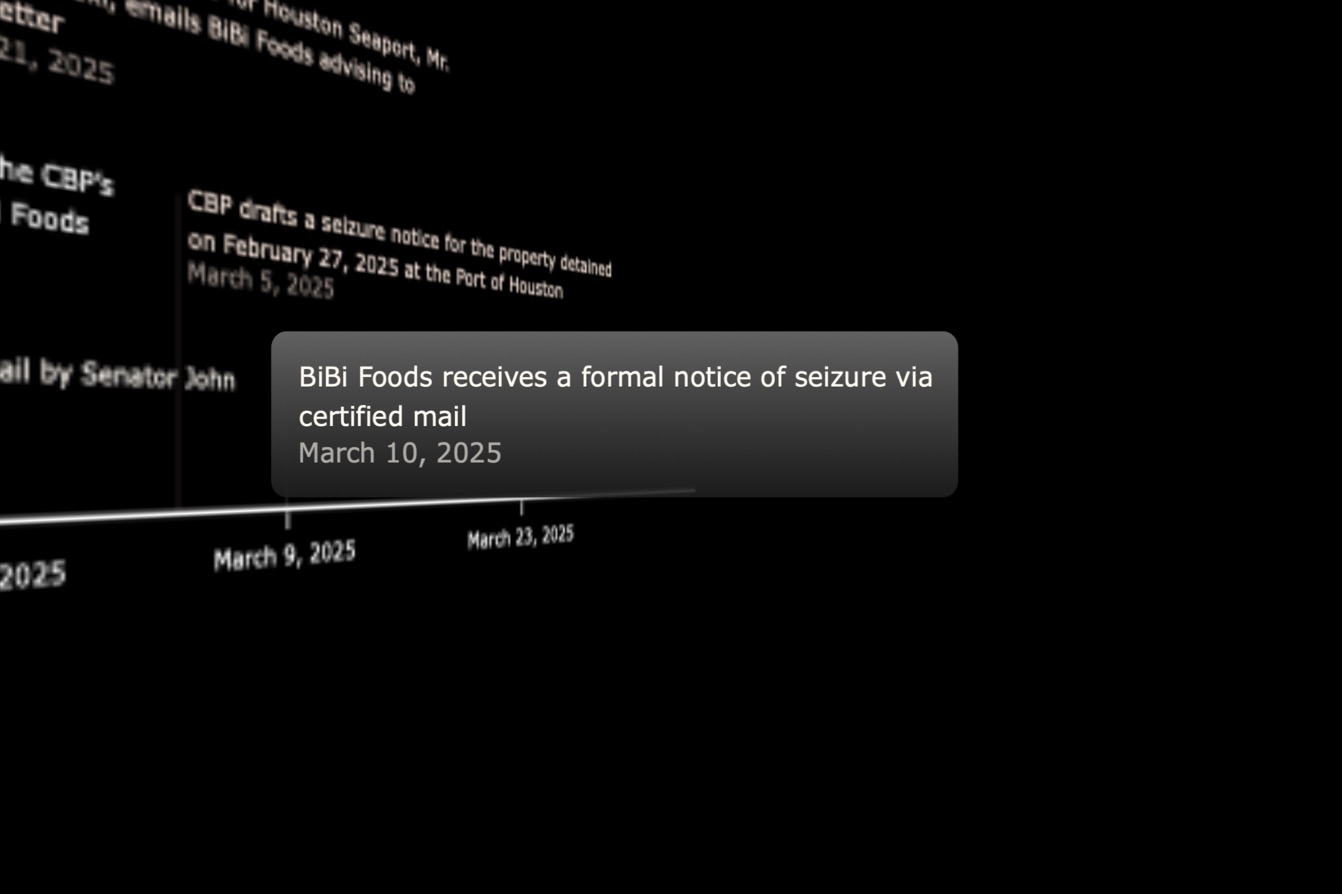 for Houston Seaport, Mr.
emails BiBi Foods advising to
21, 2025
he CBP's
Foods
CBP drafts a seizure notice for the property detained
on February 27, 2025 at the Port of Houston
March 5, 2025
ail by Senator John
BiBi Foods receives a formal notice of seizure via
certified mail
March 10, 2025
2025
March 9, 2025
March 23, 2025